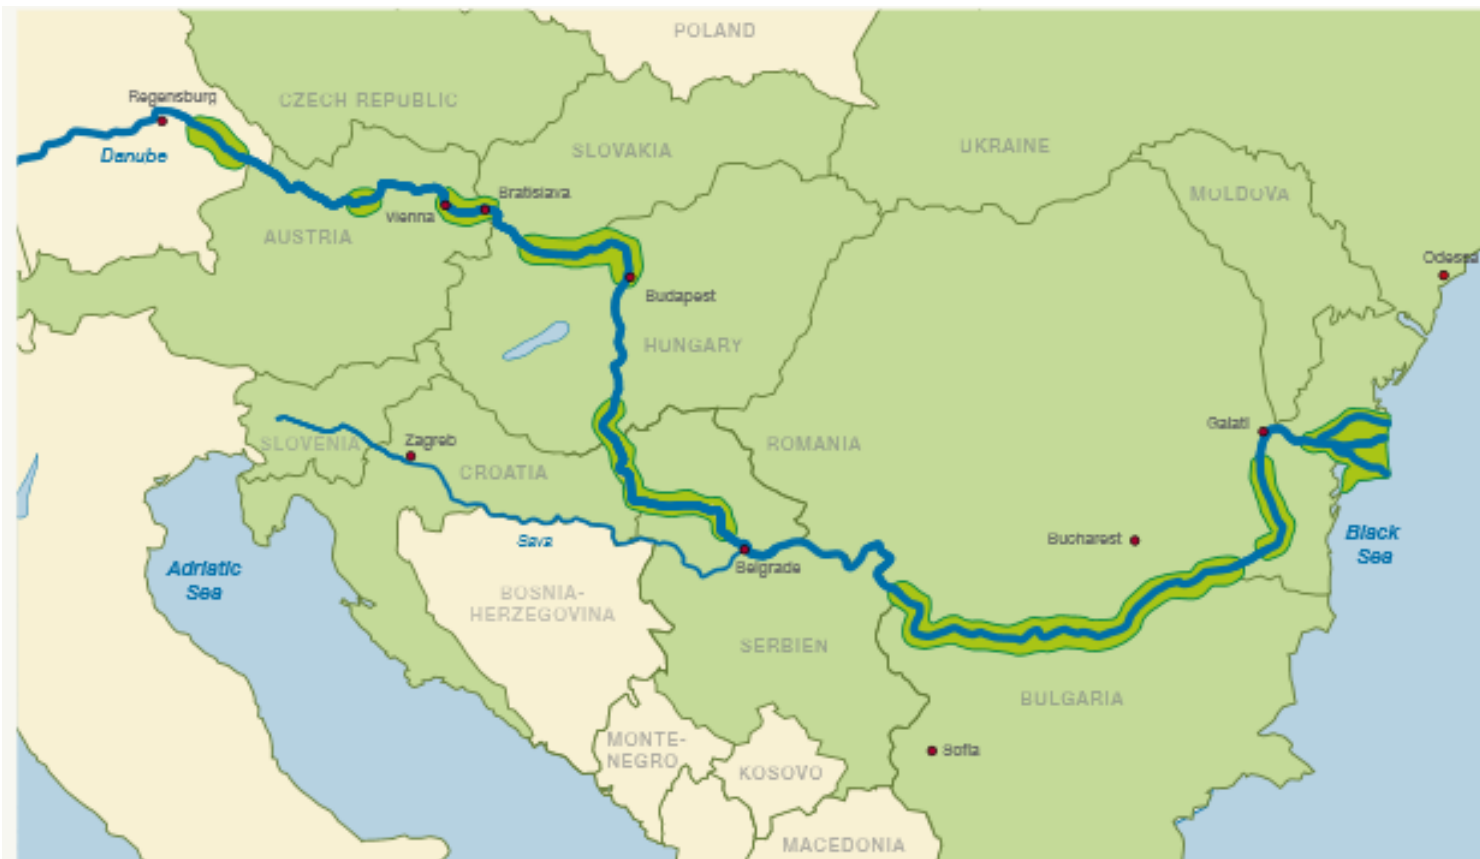 POLAND
Regensburg
CZECH REPUBLIC
Danube
SLOVAKIA
UKRAINE
Bratislava
MOLDOVA
Vienna
AUSTRIA
Odessa
Budapest
HUNGARY
Galati
SLOVENIA
Zagreb
ROMANIA
CROATIA
Sava
Bucharest
Black
Sea
Adriatic
Sea
Belgrade
BOSNIA-
HERZEGOVINA
SERBIEN
BULGARIA
MONTE-
NEGRO
Sofia
KOSOVO
MACEDONIA